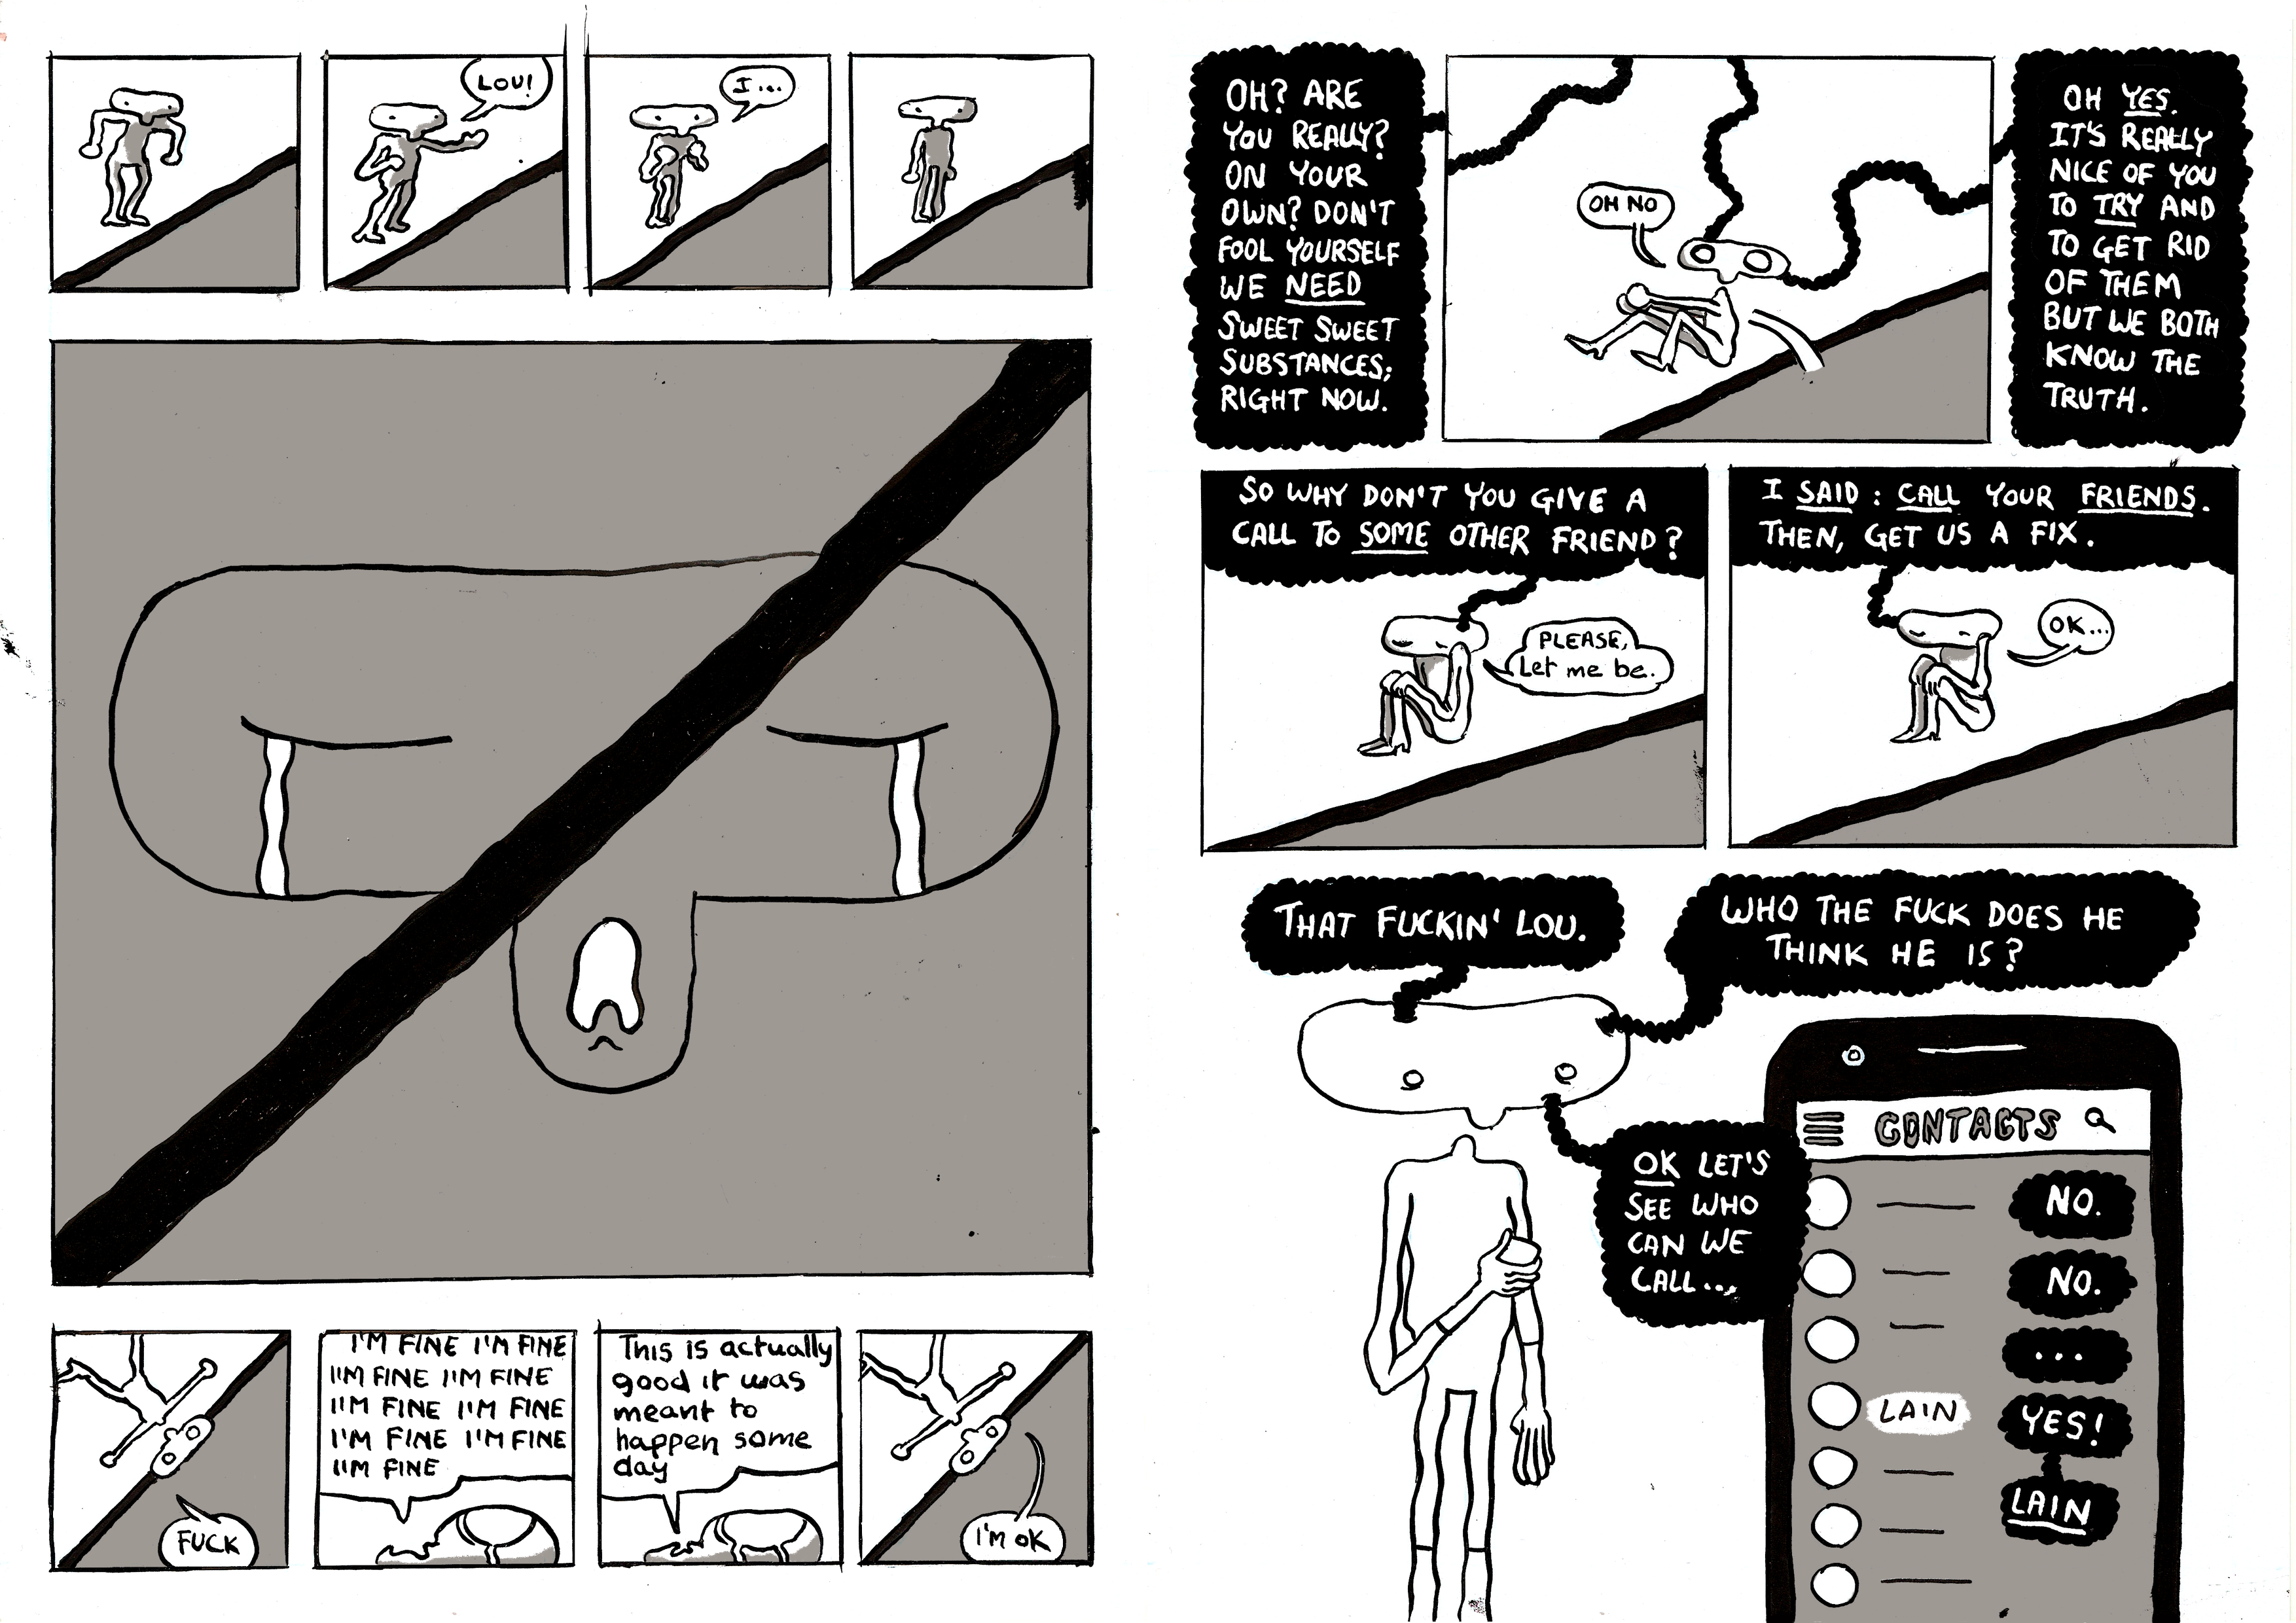 LOU!
I...
FUCK
I'M FINE I'M FINE
I'M FINE I'M FINE
I'M FINE I'M FINE
I'M FINE I'M FINE
I'M FINE
This is actually
good it was
meant to
happen some
day
I'M OK
OH? ARE
YOU REALLY?
ON YOUR
OWN? DON'T
FOOL YOURSELF
WE NEED
SWEET SWEET
SUBSTANCES;
RIGHT NOW.
OH NO
OH YES.
IT'S REALLY
NICE OF YOU
TO TRY AND
TO GET RID
OF THEM
BUT WE BOTH
KNOW THE
TRUTH.
SO WHY DON'T YOU GIVE A
CALL TO SOME OTHER FRIEND?
PLEASE,
Let me be.
I SAID: CALL YOUR FRIENDS.
THEN, GET US A FIX.
OK...
THAT FUCKIN' LOU.
WHO THE FUCK DOES HE
THINK HE IS?
OK LET'S
SEE WHO
CAN WE
CALL...
CONTACTS
NO.
NO.
...
LAIN
YES!
LAIN